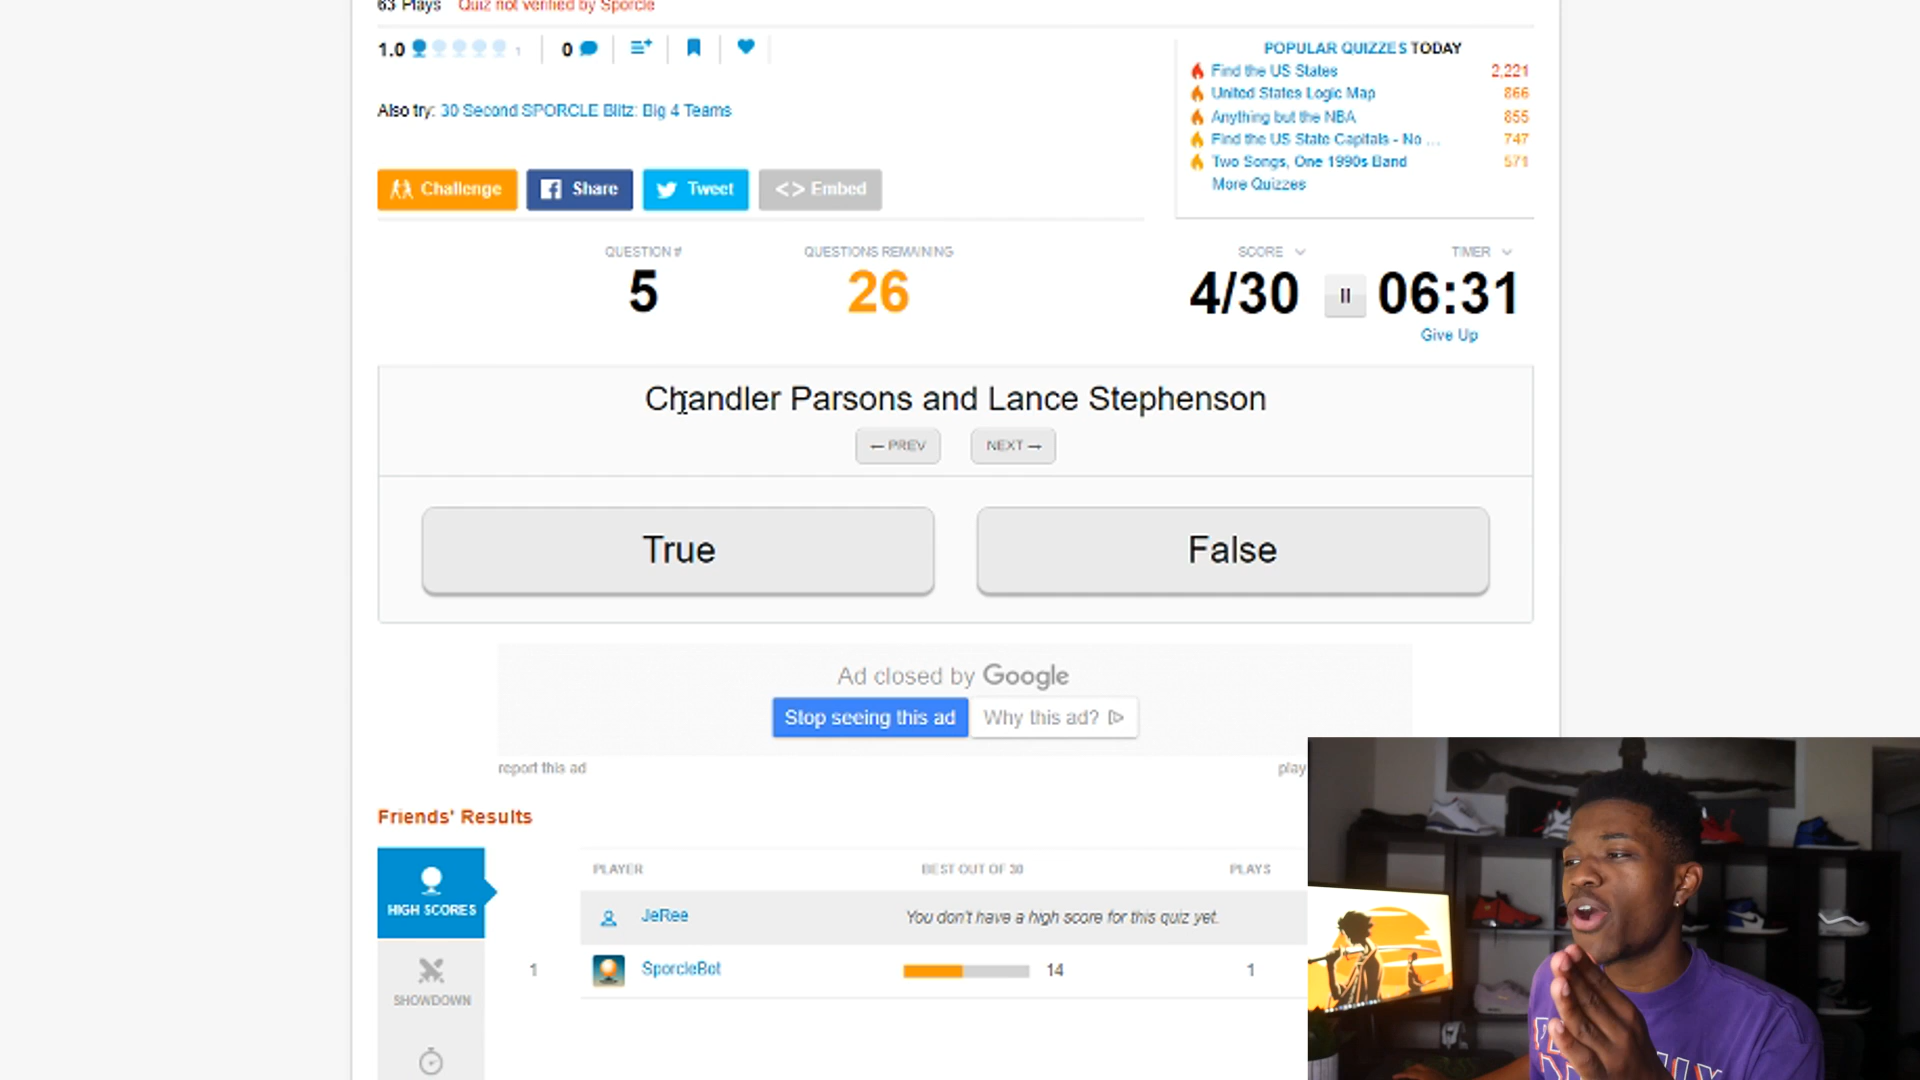 63 Plays Quiz not verified by Sporcle
1.0 1 0
POPULAR QUIZZES TODAY
Find the US States 2,221
United States Logic Map 866
Anything but the NBA 855
Find the US State Capitals - No ... 747
Two Songs, One 1990s Band 571
More Quizzes
Also try: 30 Second SPORCLE Blitz: Big 4 Teams
Challenge Share Tweet <> Embed
QUESTION # QUESTIONS REMAINING SCORE TIMER
5 26 4/30 06:31
Give Up
Chandler Parsons and Lance Stephenson
← PREV NEXT →
True False
Ad closed by Google
Stop seeing this ad Why this ad?
report this ad play
Friends' Results
HIGH SCORES
SHOWDOWN
PLAYER BEST OUT OF 30 PLAYS
JeRee You don't have a high score for this quiz yet.
1 SporcleBot 14 1